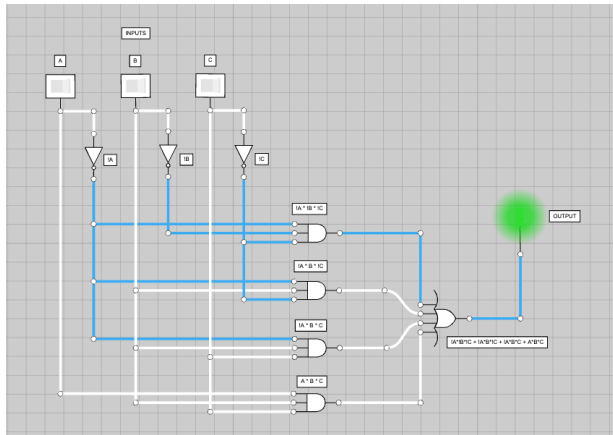 INPUTS
A
B
C
!A
!B
!C
!A * !B * !C
!A * B * !C
OUTPUT
!A * B * C
!A*!B*!C + !A*B*!C + !A*B*C + A*B*C
A * B * C